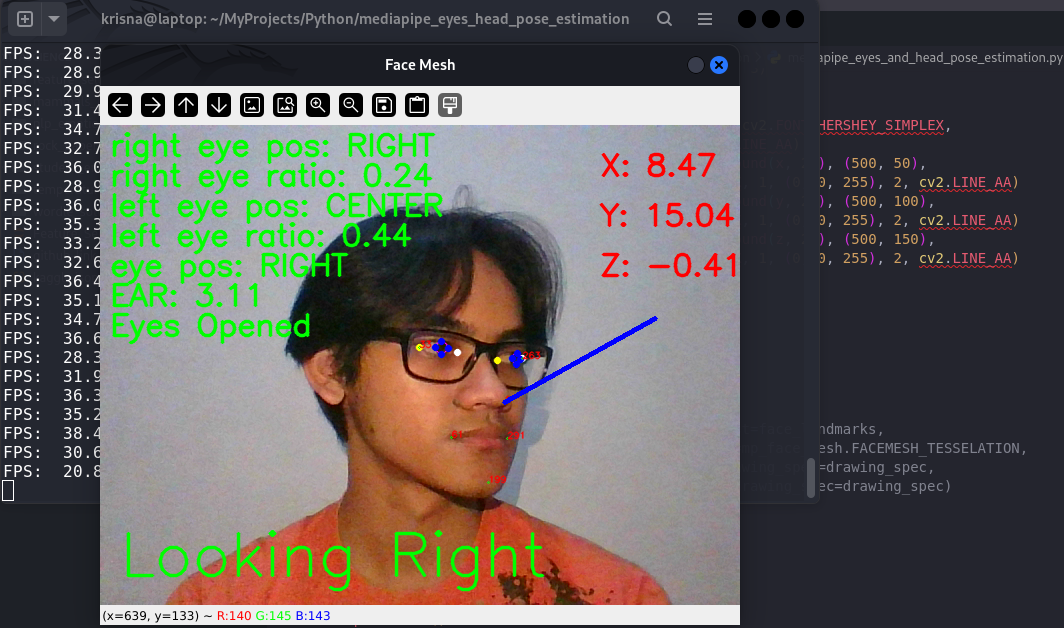 krisna@laptop: ~/MyProjects/Python/mediapipe_eyes_head_pose_estimation
FPS: 28.3
FPS: 28.9
FPS: 29.9
FPS: 31.4
FPS: 34.7
FPS: 32.7
FPS: 36.0
FPS: 28.9
FPS: 36.0
FPS: 35.3
FPS: 33.2
FPS: 32.6
FPS: 36.4
FPS: 35.1
FPS: 34.7
FPS: 36.6
FPS: 28.3
FPS: 31.9
FPS: 36.3
FPS: 35.2
FPS: 38.4
FPS: 30.6
FPS: 20.8
Face Mesh
right eye pos: RIGHT
right eye ratio: 0.24
left eye pos: CENTER
left eye ratio: 0.44
eye pos: RIGHT
EAR: 3.11
Eyes Opened
X: 8.47
Y: 15.04
Z: -0.41
Looking Right
(x=639, y=133) ~ R:140 G:145 B:143
apipe_eyes_and_head_pose_estimation.py
HERSHEY_SIMPLEX,
), (500, 50),
0, 255), 2, cv2.LINE_AA)
), (500, 100),
0, 255), 2, cv2.LINE_AA)
), (500, 150),
0, 255), 2, cv2.LINE_AA)
ndmarks,
esh.FACEMESH_TESSELATION,
=drawing_spec,
ec=drawing_spec)